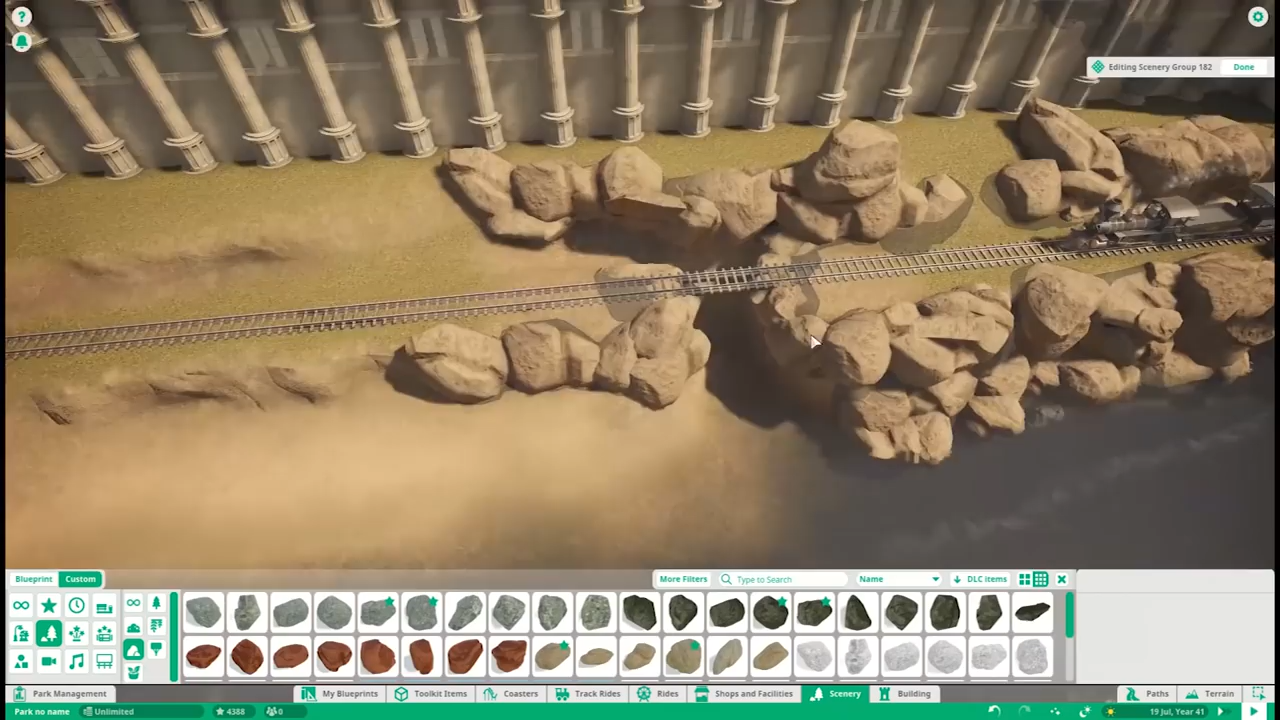 ?
Editing Scenery Group 182
Done
Blueprint
Custom
More Filters
Type to Search
Name
DLC items
Park Management
My Blueprints
Toolkit Items
Coasters
Track Rides
Rides
Shops and Facilities
Scenery
Building
Paths
Terrain
Park no name
Unlimited
4388
0
19 Jul, Year 41